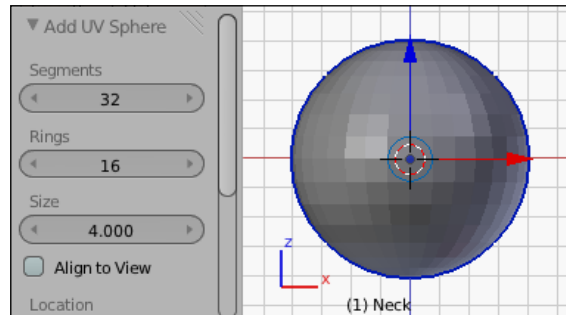 Add UV Sphere
Segments
32
Rings
16
Size
4.000
Align to View
Location
z
x
(1) Neck